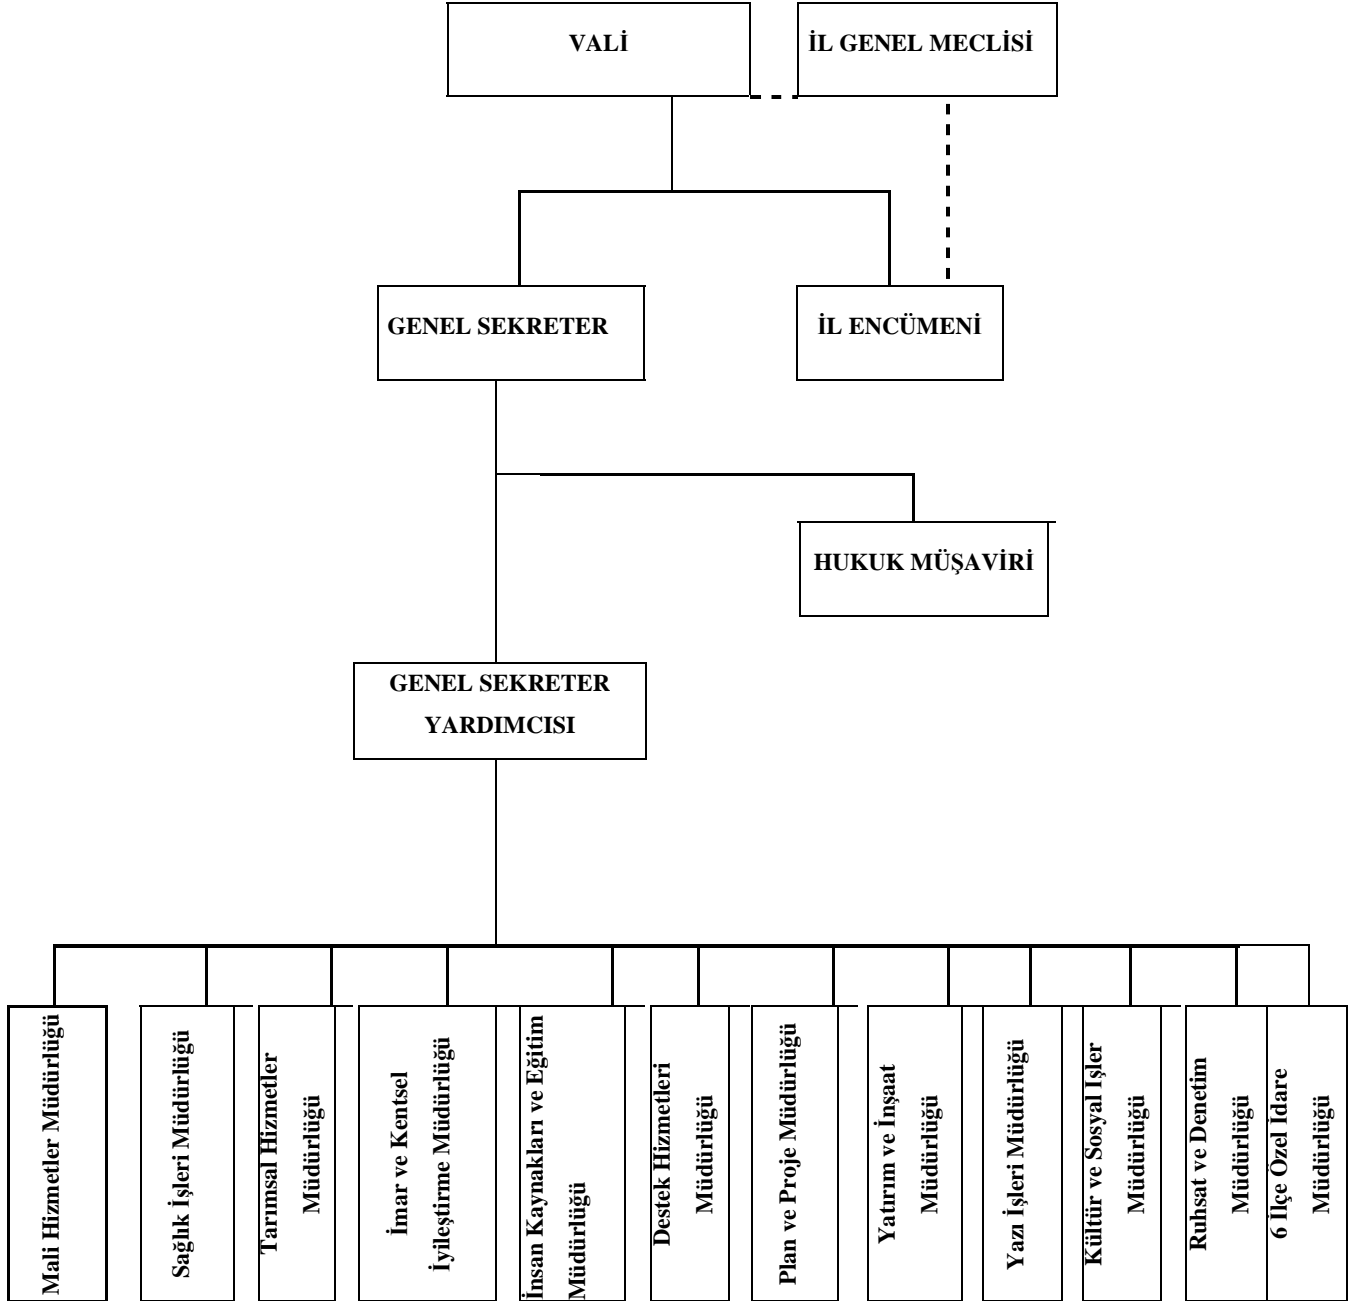 VALİ
İL GENEL MECLİSİ
GENEL SEKRETER
İL ENCÜMENİ
HUKUK MÜŞAVİRİ
GENEL SEKRETER
YARDIMCISI
Mali Hizmetler Müdürlüğü
Sağlık İşleri Müdürlüğü
Tarımsal Hizmetler
Müdürlüğü
İmar ve Kentsel
İyileştirme Müdürlüğü
İnsan Kaynakları ve Eğitim
Müdürlüğü
Destek Hizmetleri
Müdürlüğü
Plan ve Proje Müdürlüğü
Yatırım ve İnşaat
Müdürlüğü
Yazı İşleri Müdürlüğü
Kültür ve Sosyal İşler
Müdürlüğü
Ruhsat ve Denetim
Müdürlüğü
6 İlçe Özel İdare
Müdürlüğü